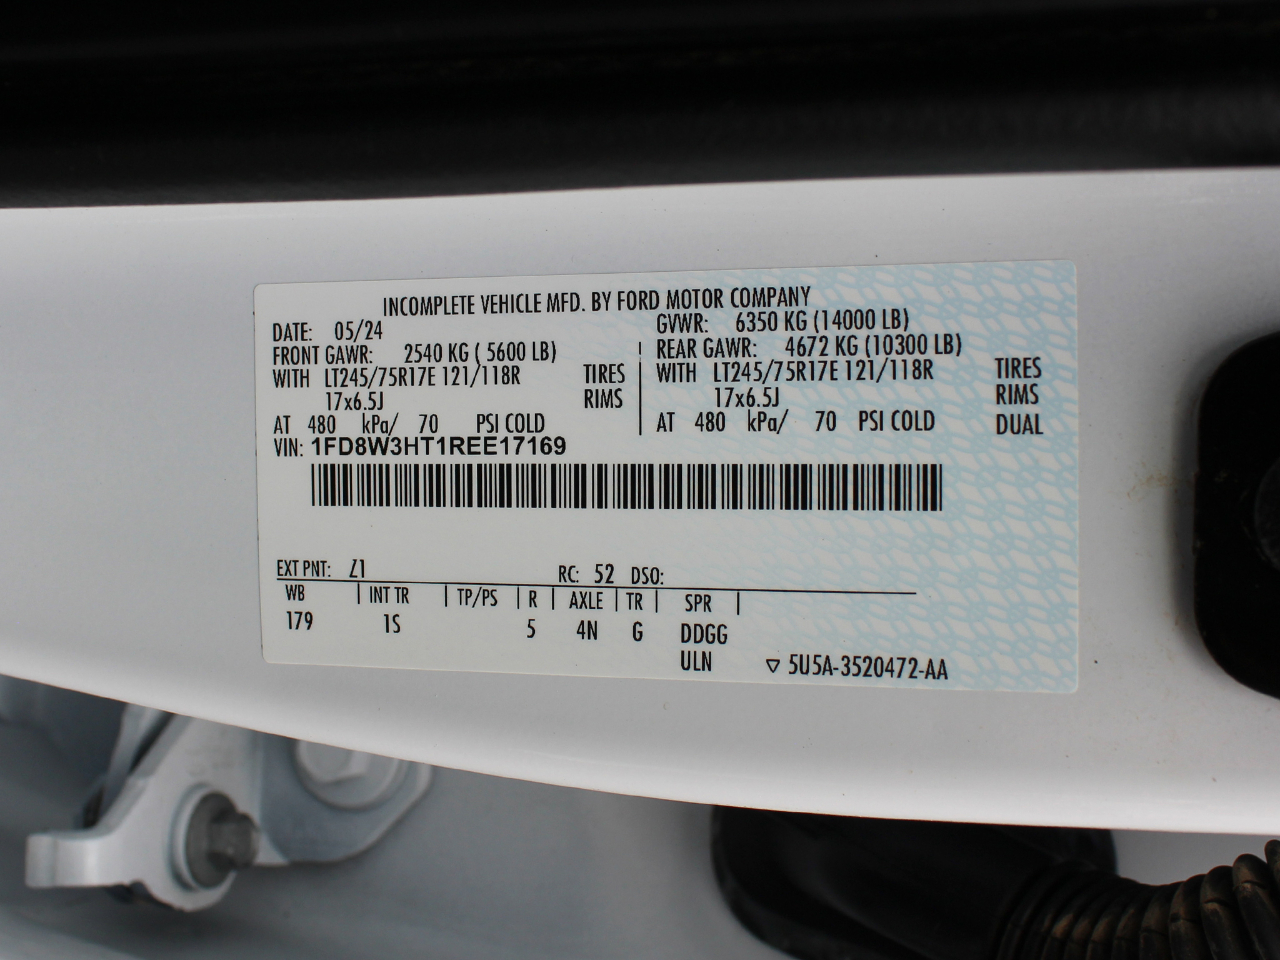 INCOMPLETE VEHICLE MFD. BY FORD MOTOR COMPANY
DATE: 05/24 GVWR: 6350 KG (14000 LB)
FRONT GAWR: 2540 KG ( 5600 LB) REAR GAWR: 4672 KG (10300 LB)
WITH LT245/75R17E 121/118R TIRES WITH LT245/75R17E 121/118R TIRES
17x6.5J RIMS 17x6.5J RIMS
AT 480 kPa/ 70 PSI COLD AT 480 kPa/ 70 PSI COLD DUAL
VIN: 1FD8W3HT1REE17169
EXT PNT: Z1 RC: 52 DSO:
WB | INT TR | TP/PS | R | AXLE | TR | SPR |
179 1S 5 4N G DDGG
ULN ▽ 5U5A-3520472-AA